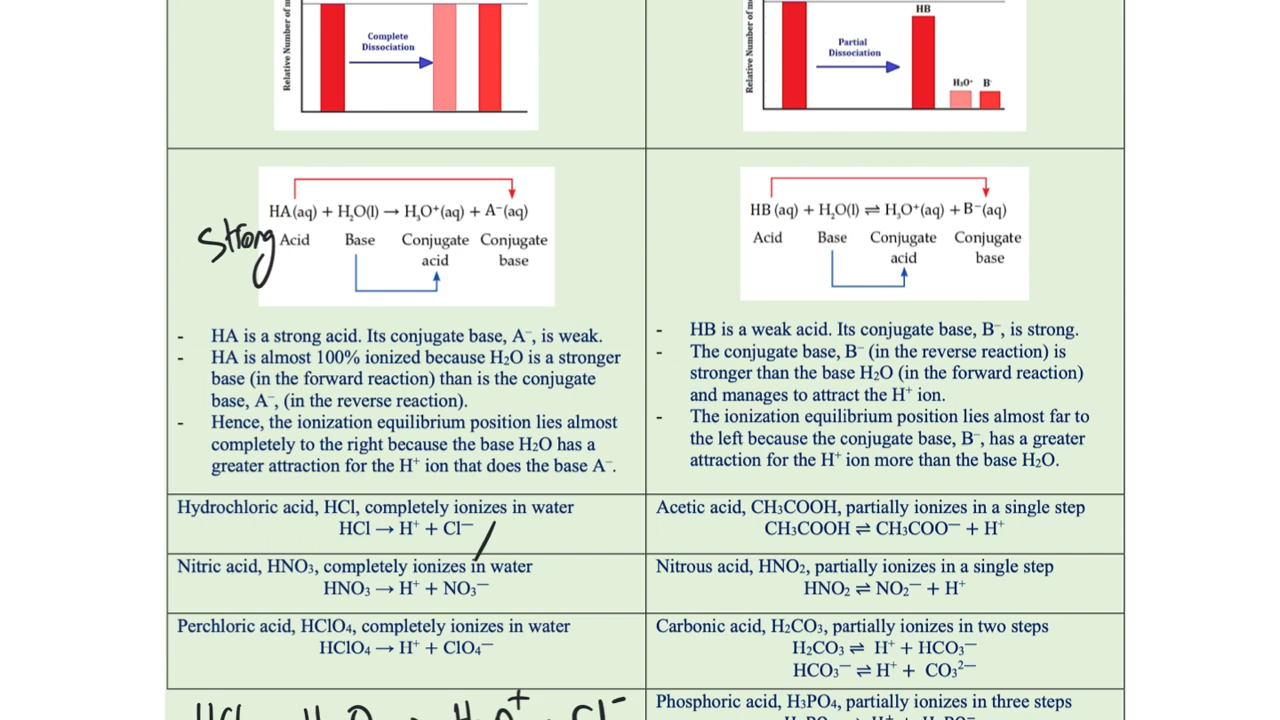 Relative Number of m
Complete
Dissociation
Relative Number of m
Partial
Dissociation
HB
H₃O⁺ B⁻
HA(aq) + H₂O(l) → H₃O⁺(aq) + A⁻(aq)
Acid Base Conjugate Conjugate
acid base
strong
HB (aq) + H₂O(l) ⇌ H₃O⁺(aq) + B⁻(aq)
Acid Base Conjugate Conjugate
acid base
- HA is a strong acid. Its conjugate base, A⁻, is weak.
- HA is almost 100% ionized because H₂O is a stronger
base (in the forward reaction) than is the conjugate
base, A⁻, (in the reverse reaction).
- Hence, the ionization equilibrium position lies almost
completely to the right because the base H₂O has a
greater attraction for the H⁺ ion that does the base A⁻.
- HB is a weak acid. Its conjugate base, B⁻, is strong.
- The conjugate base, B⁻ (in the reverse reaction) is
stronger than the base H₂O (in the forward reaction)
and manages to attract the H⁺ ion.
- The ionization equilibrium position lies almost far to
the left because the conjugate base, B⁻, has a greater
attraction for the H⁺ ion more than the base H₂O.
Hydrochloric acid, HCl, completely ionizes in water
HCl → H⁺ + Cl⁻
Acetic acid, CH₃COOH, partially ionizes in a single step
CH₃COOH ⇌ CH₃COO⁻ + H⁺
Nitric acid, HNO₃, completely ionizes in water
HNO₃ → H⁺ + NO₃⁻
Nitrous acid, HNO₂, partially ionizes in a single step
HNO₂ ⇌ NO₂⁻ + H⁺
Perchloric acid, HClO₄, completely ionizes in water
HClO₄ → H⁺ + ClO₄⁻
Carbonic acid, H₂CO₃, partially ionizes in two steps
H₂CO₃ ⇌ H⁺ + HCO₃⁻
HCO₃⁻ ⇌ H⁺ + CO₃²⁻
Phosphoric acid, H₃PO₄, partially ionizes in three steps